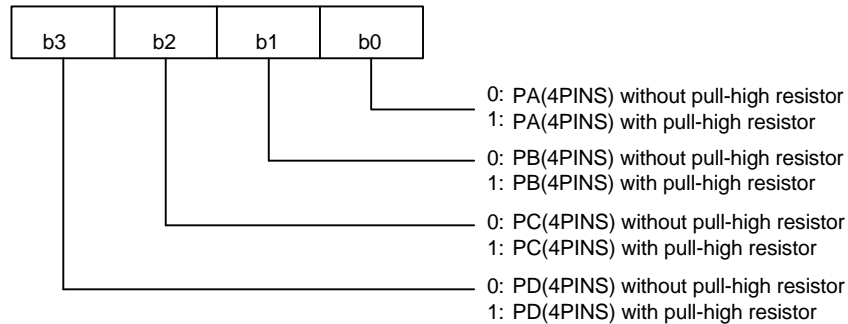 b3 b2 b1 b0
0: PA(4PINS) without pull-high resistor
1: PA(4PINS) with pull-high resistor
0: PB(4PINS) without pull-high resistor
1: PB(4PINS) with pull-high resistor
0: PC(4PINS) without pull-high resistor
1: PC(4PINS) with pull-high resistor
0: PD(4PINS) without pull-high resistor
1: PD(4PINS) with pull-high resistor